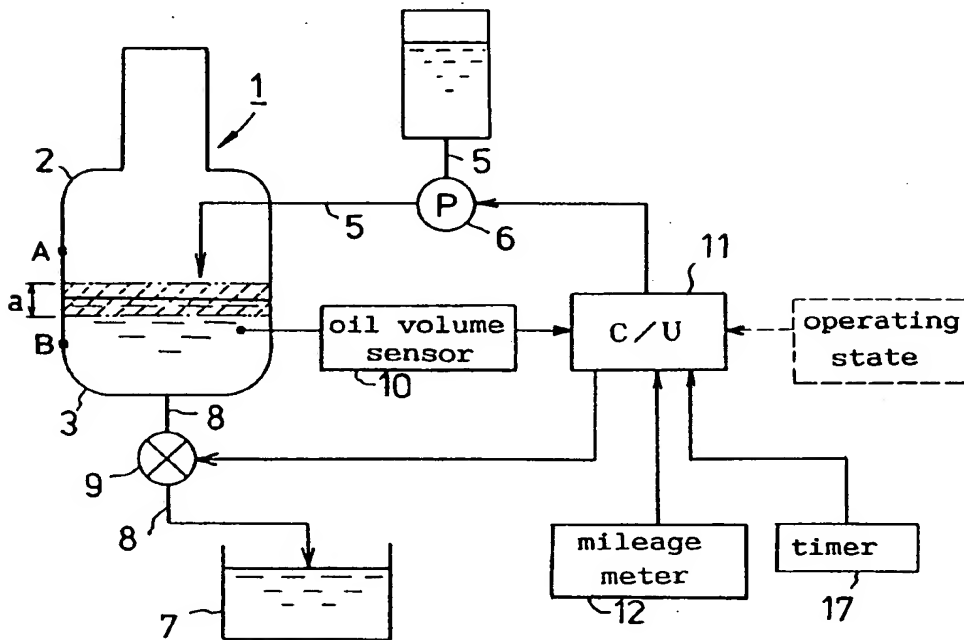 1
2
5
P
6
5
A
11
a
B
oil volume
sensor
10
C/U
operating
state
3
8
9
8
mileage
meter
12
timer
17
7